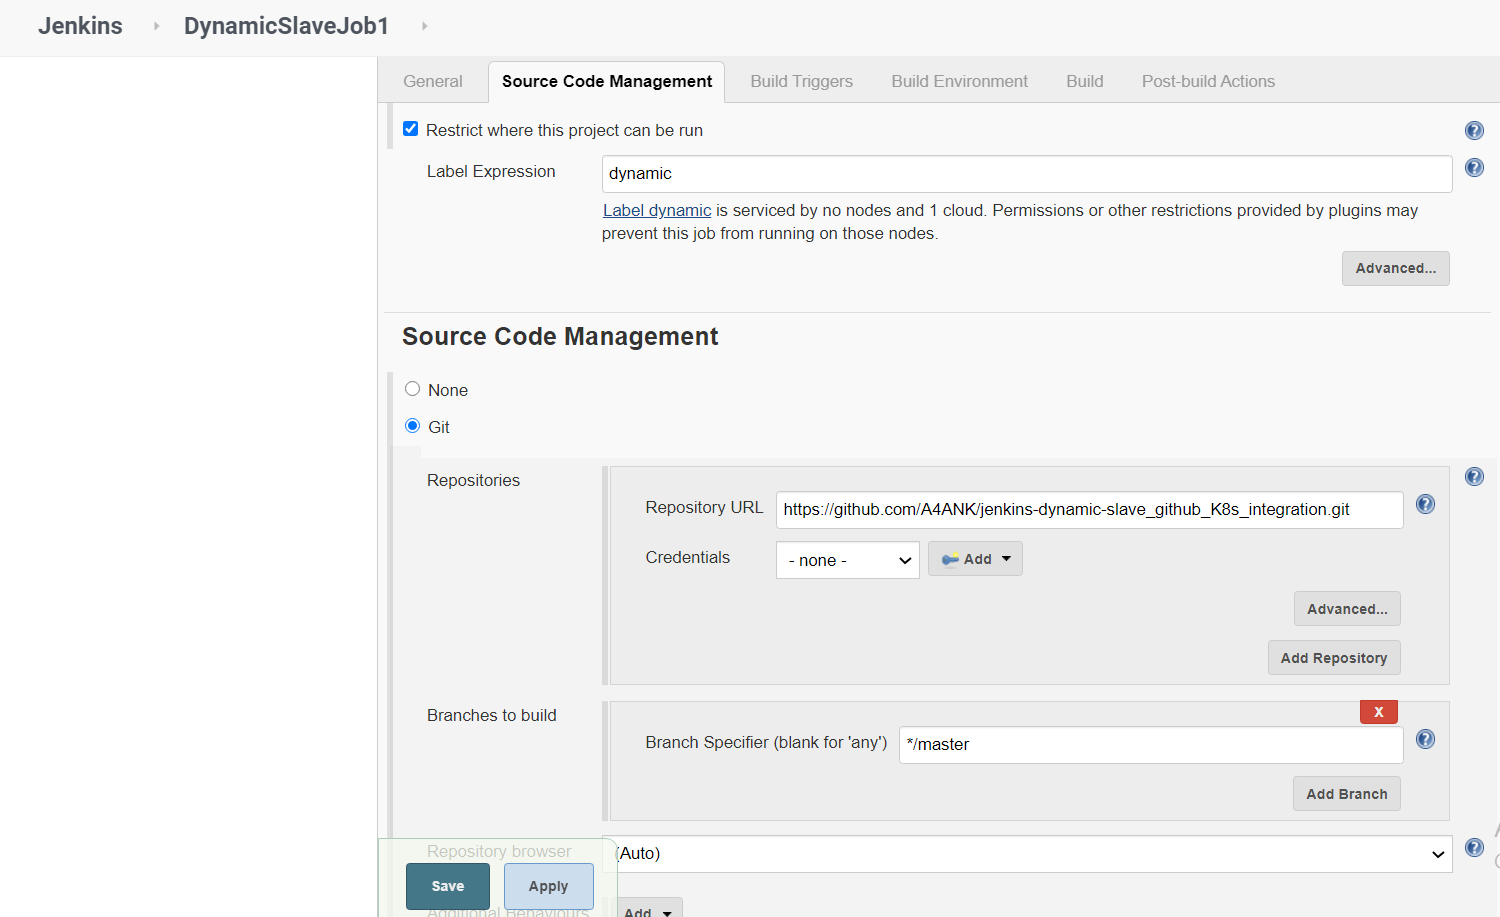 Jenkins DynamicSlaveJob1
General Source Code Management Build Triggers Build Environment Build Post-build Actions
Restrict where this project can be run
Label Expression dynamic
Label dynamic is serviced by no nodes and 1 cloud. Permissions or other restrictions provided by plugins may
prevent this job from running on those nodes.
Advanced...
Source Code Management
None
Git
Repositories
Repository URL https://github.com/A4ANK/jenkins-dynamic-slave_github_K8s_integration.git
Credentials - none - Add
Advanced...
Add Repository
Branches to build
X
Branch Specifier (blank for 'any') */master
Add Branch
Repository browser (Auto)
Save Apply
Additional Behaviours Add